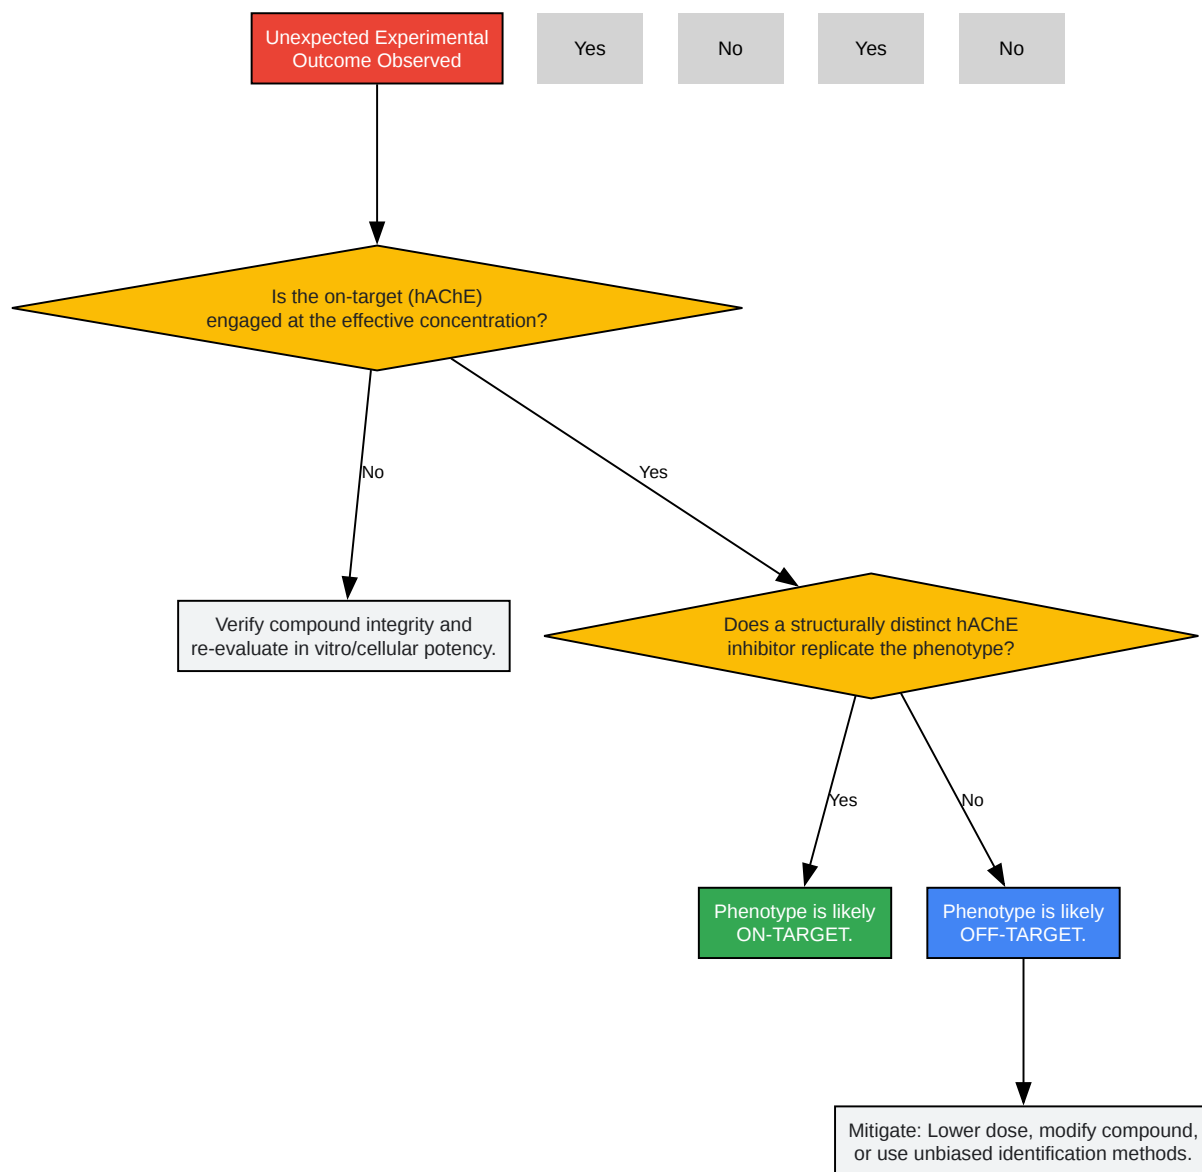 Unexpected Experimental
Outcome Observed
Yes
No
Yes
No
Is the on-target (hAChE)
engaged at the effective concentration?
No
Yes
Verify compound integrity and
re-evaluate in vitro/cellular potency.
Does a structurally distinct hAChE
inhibitor replicate the phenotype?
Yes
No
Phenotype is likely
ON-TARGET.
Phenotype is likely
OFF-TARGET.
Mitigate: Lower dose, modify compound,
or use unbiased identification methods.